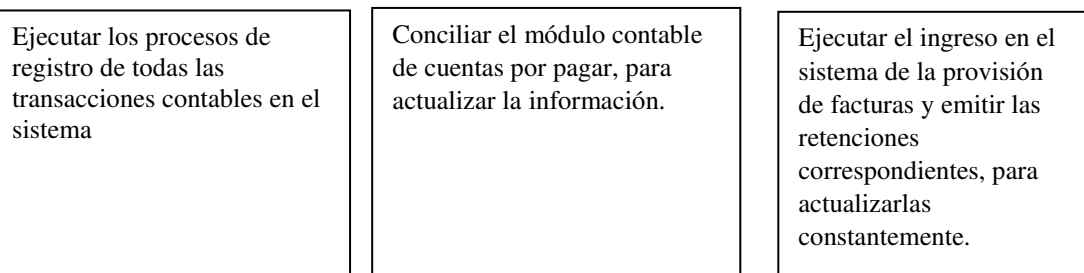 Ejecutar los procesos de
registro de todas las
transacciones contables en el
sistema
Conciliar el módulo contable
de cuentas por pagar, para
actualizar la información.
Ejecutar el ingreso en el
sistema de la provisión
de facturas y emitir las
retenciones
correspondientes, para
actualizarlas
constantemente.